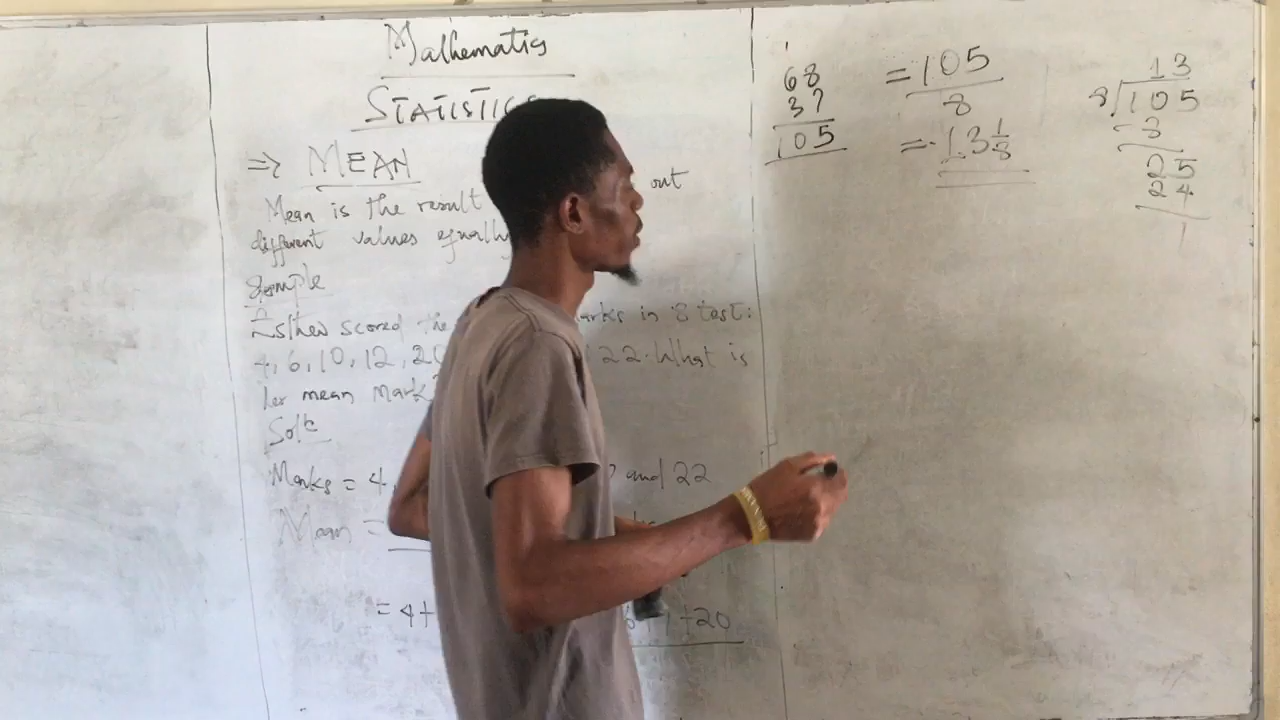 Mathematics
STATISTICS
=> MEAN
Mean is the result out
different values equally
Example
Esther scored the marks in 8 test:
4, 6, 10, 12, 20 22. What is
her mean mark?
Soln
Marks = 4, and 22
Mean =
= 4+ +20
68
37
105
= 105
8
= 13 1/8
13
8 105
- 8
25
24
1